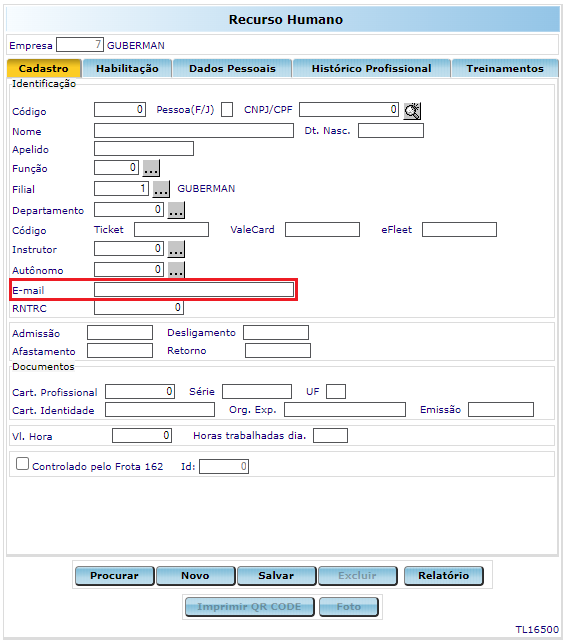 Recurso Humano
Empresa 7 GUBERMAN
Cadastro Habilitação Dados Pessoais Histórico Profissional Treinamentos
Identificação
Código 0 Pessoa(F/J) CNPJ/CPF 0
Nome Dt. Nasc.
Apelido
Função 0 ...
Filial 1 ... GUBERMAN
Departamento 0 ...
Código Ticket ValeCard eFleet
Instrutor 0 ...
Autônomo 0 ...
E-mail
RNTRC 0
Admissão Desligamento
Afastamento Retorno
Documentos
Cart. Profissional 0 Série UF
Cart. Identidade Org. Exp. Emissão
Vl. Hora 0 Horas trabalhadas dia.
Controlado pelo Frota 162 Id: 0
Procurar Novo Salvar Excluir Relatório
Imprimir QR CODE Foto
TL16500